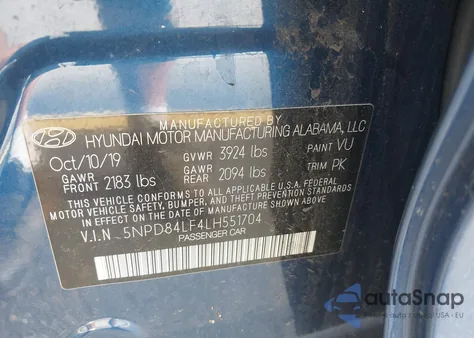 MANUFACTURED BY
HYUNDAI MOTOR MANUFACTURING ALABAMA, LLC
Oct/10/19 GVWR 3924 lbs PAINT VU
GAWR FRONT 2183 lbs GAWR REAR 2094 lbs TRIM PK
THIS VEHICLE CONFORMS TO ALL APPLICABLE U.S.A. FEDERAL
MOTOR VEHICLE SAFETY, BUMPER, AND THEFT PREVENTION STANDARDS
IN EFFECT ON THE DATE OF MANUFACTURE SHOWN ABOVE.
V.I.N 5NPD84LF4LH551704
PASSENGER CAR
autoSnap